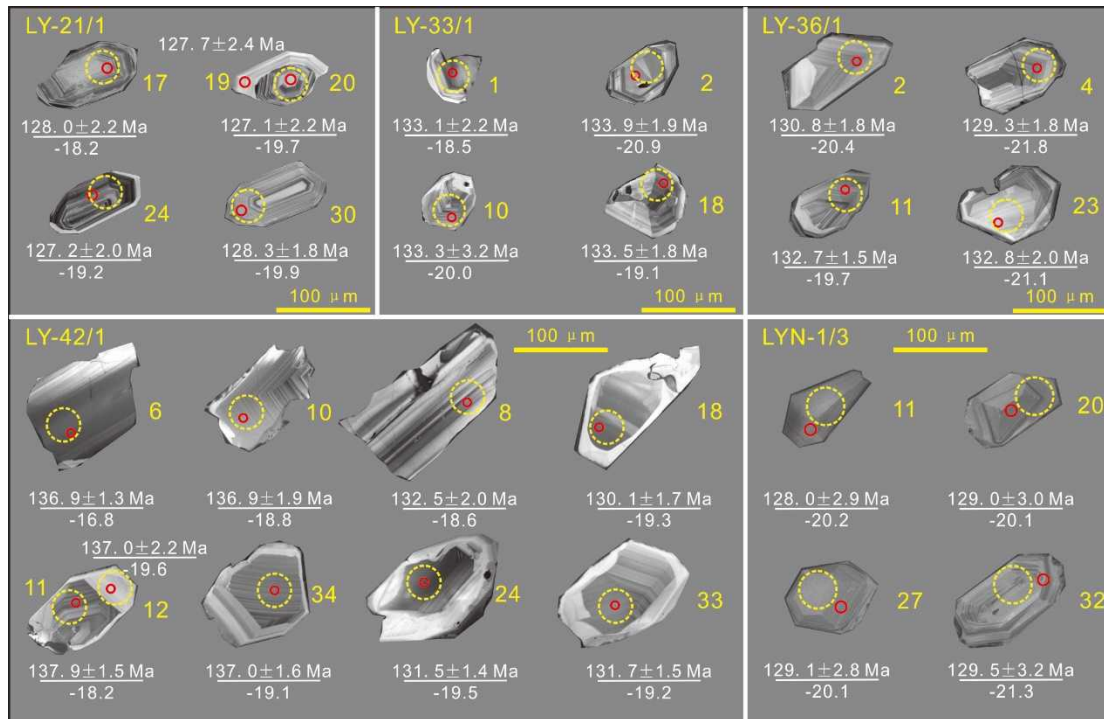 LY-21/1
127.7±2.4 Ma
17
19
20
128.0±2.2 Ma
-18.2
127.1±2.2 Ma
-19.7
24
30
127.2±2.0 Ma
-19.2
128.3±1.8 Ma
-19.9
100 μm
LY-33/1
1
2
133.1±2.2 Ma
-18.5
133.9±1.9 Ma
-20.9
10
18
133.3±3.2 Ma
-20.0
133.5±1.8 Ma
-19.1
100 μm
LY-36/1
2
4
130.8±1.8 Ma
-20.4
129.3±1.8 Ma
-21.8
11
23
132.7±1.5 Ma
-19.7
132.8±2.0 Ma
-21.1
100 μm
LY-42/1
100 μm
6
10
8
18
136.9±1.3 Ma
-16.8
136.9±1.9 Ma
-18.8
132.5±2.0 Ma
-18.6
130.1±1.7 Ma
-19.3
137.0±2.2 Ma
-19.6
11
12
34
24
33
137.9±1.5 Ma
-18.2
137.0±1.6 Ma
-19.1
131.5±1.4 Ma
-19.5
131.7±1.5 Ma
-19.2
LYN-1/3
100 μm
11
20
128.0±2.9 Ma
-20.2
129.0±3.0 Ma
-20.1
27
32
129.1±2.8 Ma
-20.1
129.5±3.2 Ma
-21.3